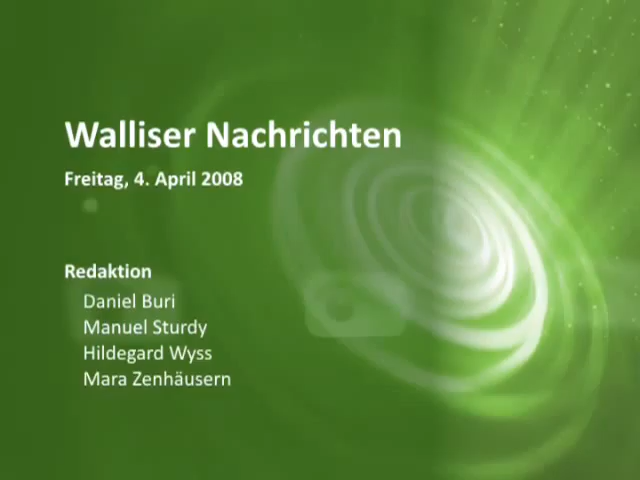 Walliser Nachrichten
Freitag, 4. April 2008
Redaktion
Daniel Buri
Manuel Sturdy
Hildegard Wyss
Mara Zenhäusern